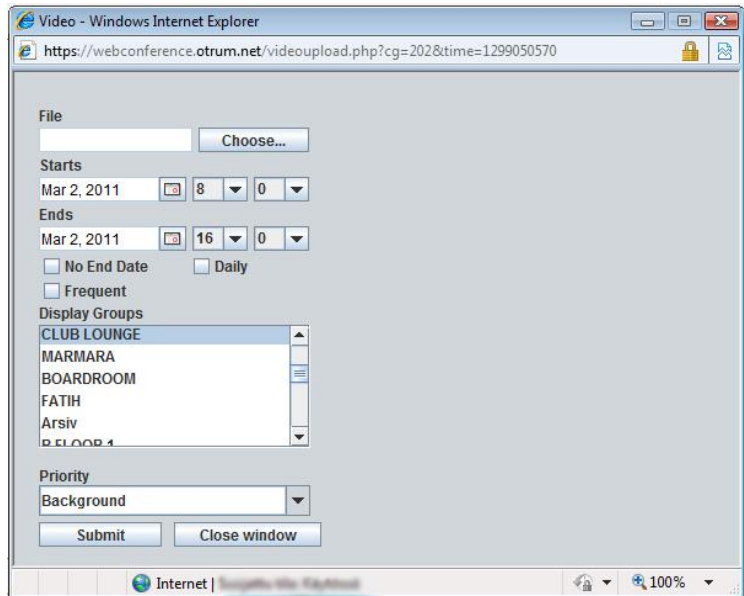 Video - Windows Internet Explorer
https://webconference.otrum.net/videoupload.php?cg=202&time=1299050570
File
Choose...
Starts
Mar 2, 2011 8 0
Ends
Mar 2, 2011 16 0
No End Date Daily
Frequent
Display Groups
CLUB LOUNGE
MARMARA
BOARDROOM
FATIH
Arsiv
Priority
Background
Submit Close window
Internet | 100%